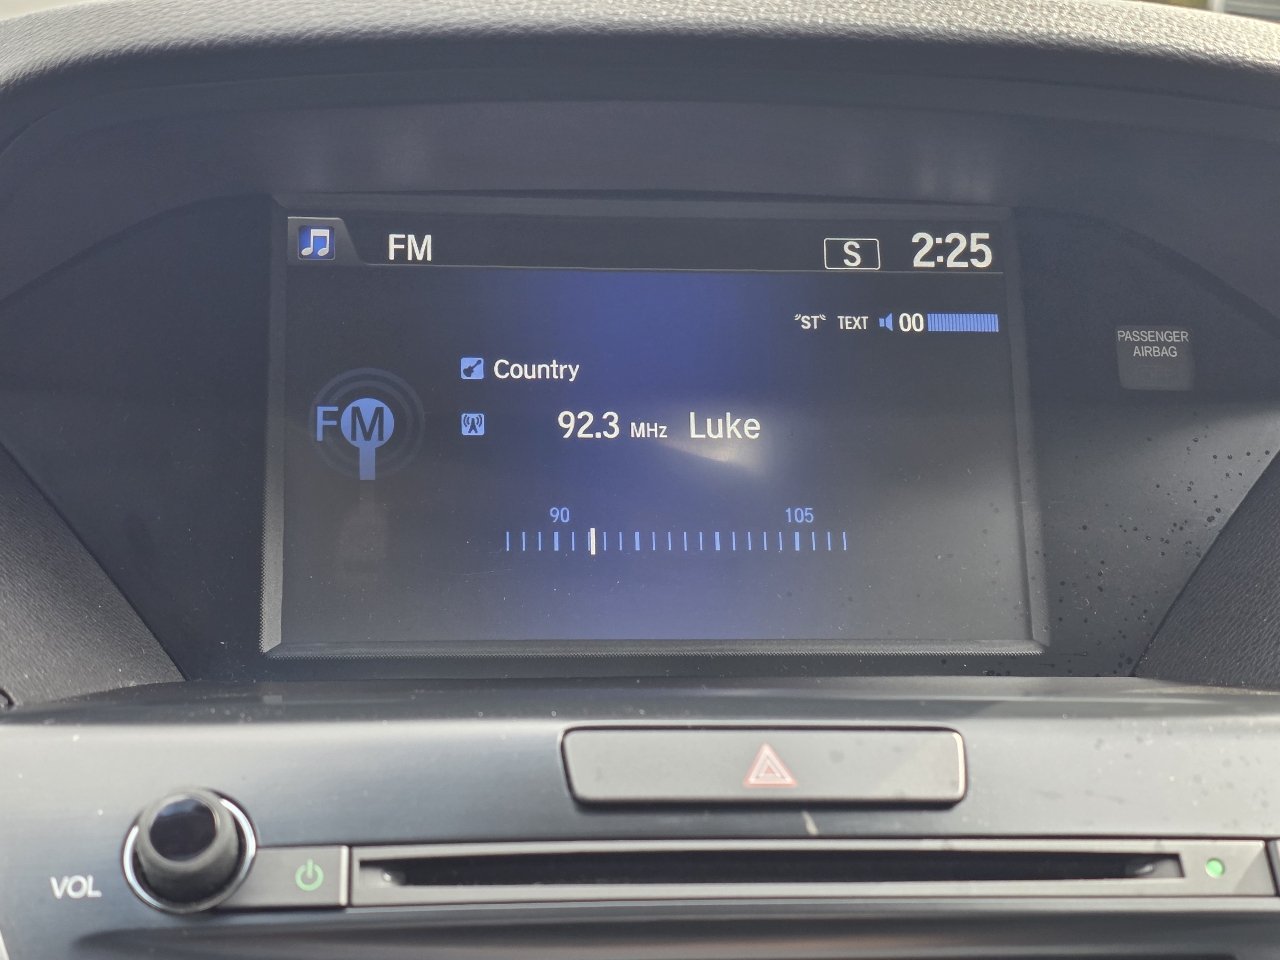 FM S 2:25
"ST" TEXT 00
PASSENGER
AIRBAG
Country
FM
92.3 MHz Luke
90 105
VOL